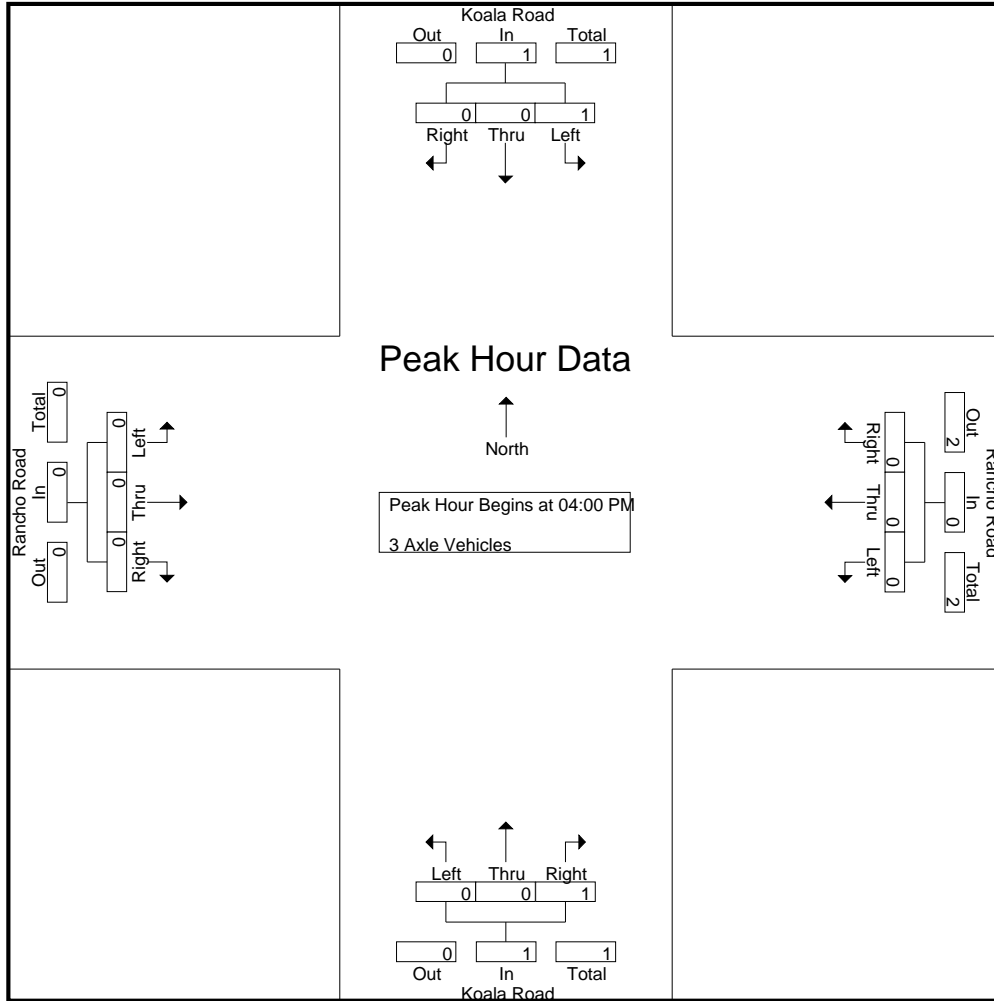 Koala Road
Out In Total
0 1 1
0 0 1
Right Thru Left
Peak Hour Data
North
Peak Hour Begins at 04:00 PM
3 Axle Vehicles
Rancho Road
Total In Out
0 0 0
0 0 0
Left Thru Right
Rancho Road
Out In Total
2 0 2
0 0 0
Right Thru Left
Left Thru Right
0 0 1
0 1 1
Out In Total
Koala Road